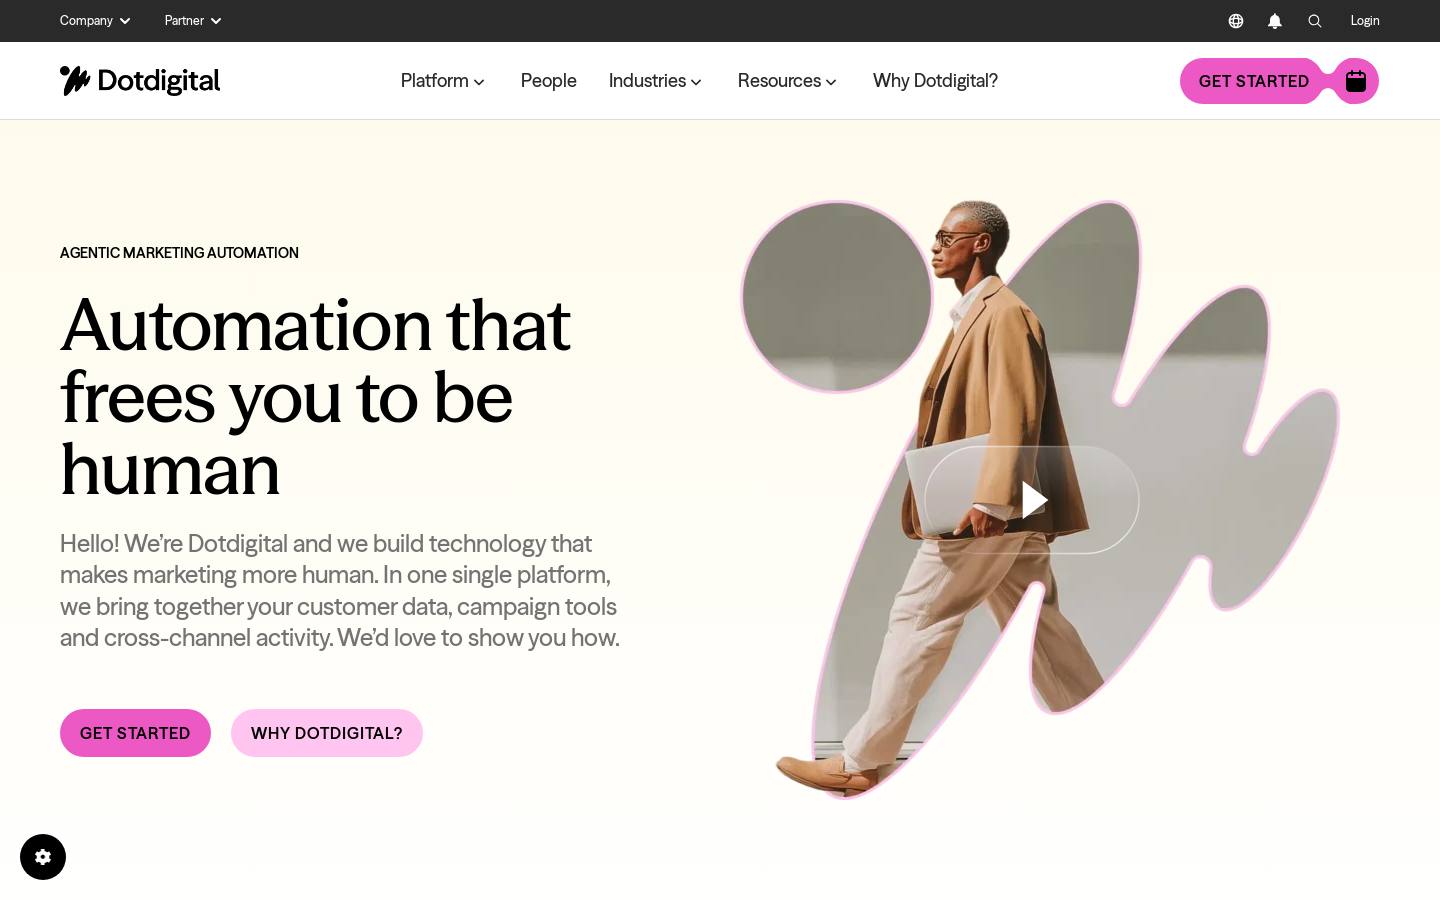 Company
Partner
Login
Dotdigital
Platform
People
Industries
Resources
Why Dotdigital?
GET STARTED
AGENTIC MARKETING AUTOMATION
Automation that
frees you to be
human
Hello! We’re Dotdigital and we build technology that
makes marketing more human. In one single platform,
we bring together your customer data, campaign tools
and cross-channel activity. We’d love to show you how.
GET STARTED
WHY DOTDIGITAL?